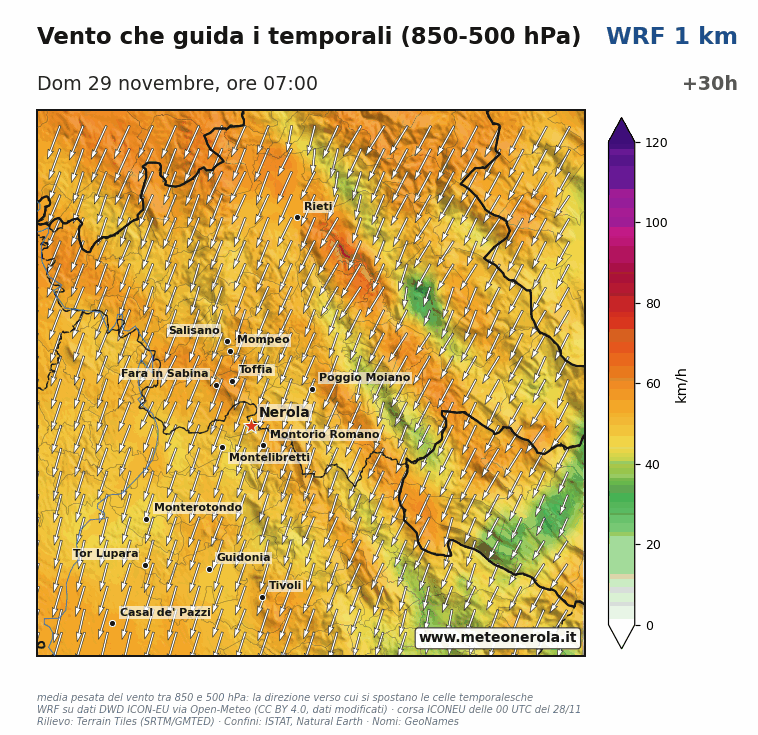 Vento che guida i temporali (850-500 hPa) WRF 1 km
Dom 29 novembre, ore 07:00 +30h
120
100
80
60
40
20
0
km/h
Rieti
Salisano
Mompeo
Fara in Sabina
Toffia
Poggio Moiano
Nerola
Montorio Romano
Montelibretti
Monterotondo
Tor Lupara
Guidonia
Tivoli
Casal de' Pazzi
www.meteonerola.it
media pesata del vento tra 850 e 500 hPa: la direzione verso cui si spostano le celle temporalesche
WRF su dati DWD ICON-EU via Open-Meteo (CC BY 4.0, dati modificati) · corsa ICONEU delle 00 UTC del 28/11
Rilievo: Terrain Tiles (SRTM/GMTED) · Confini: ISTAT, Natural Earth · Nomi: GeoNames